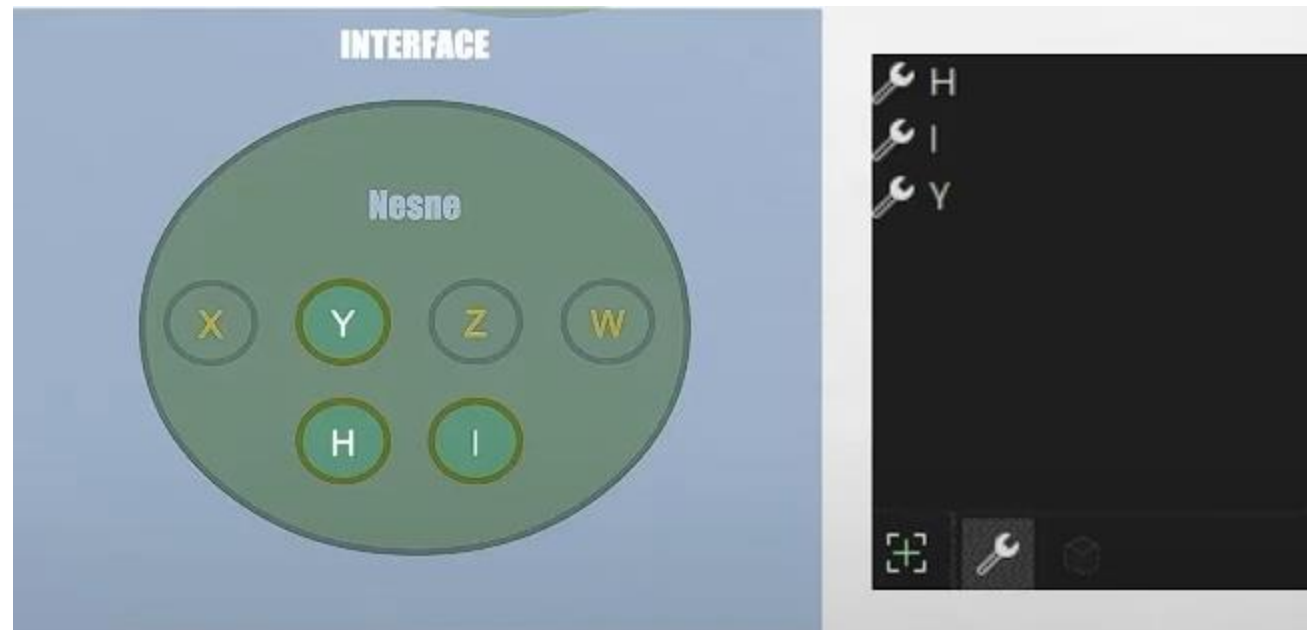 INTERFACE
Nesne
X Y Z W
H I
H
I
Y